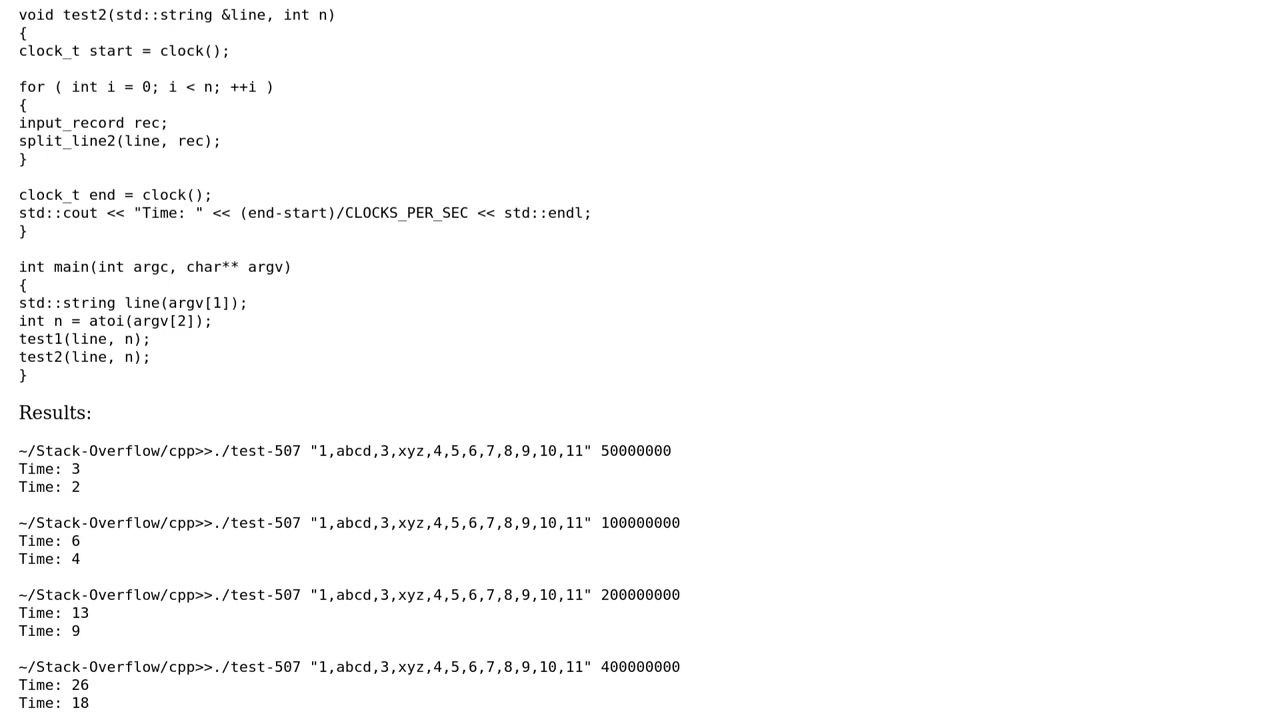 void test2(std::string &line, int n)
{
clock_t start = clock();
for ( int i = 0; i < n; ++i )
{
input_record rec;
split_line2(line, rec);
}
clock_t end = clock();
std::cout << "Time: " << (end-start)/CLOCKS_PER_SEC << std::endl;
}
int main(int argc, char** argv)
{
std::string line(argv[1]);
int n = atoi(argv[2]);
test1(line, n);
test2(line, n);
}
Results:
~/Stack-Overflow/cpp>>./test-507 "1,abcd,3,xyz,4,5,6,7,8,9,10,11" 50000000
Time: 3
Time: 2
~/Stack-Overflow/cpp>>./test-507 "1,abcd,3,xyz,4,5,6,7,8,9,10,11" 100000000
Time: 6
Time: 4
~/Stack-Overflow/cpp>>./test-507 "1,abcd,3,xyz,4,5,6,7,8,9,10,11" 200000000
Time: 13
Time: 9
~/Stack-Overflow/cpp>>./test-507 "1,abcd,3,xyz,4,5,6,7,8,9,10,11" 400000000
Time: 26
Time: 18